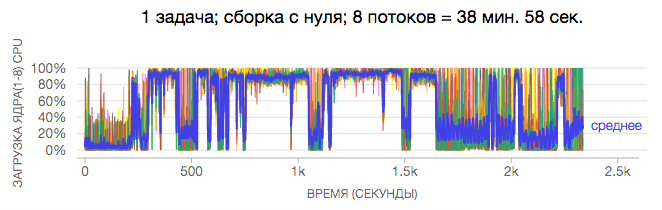 1 задача; сборка с нуля; 8 потоков = 38 мин. 58 сек.
ЗАГРУЗКА ЯДРА(1-8) CPU
100%
80%
60%
40%
20%
0%
среднее
0
500
1k
1.5k
2k
2.5k
ВРЕМЯ (СЕКУНДЫ)